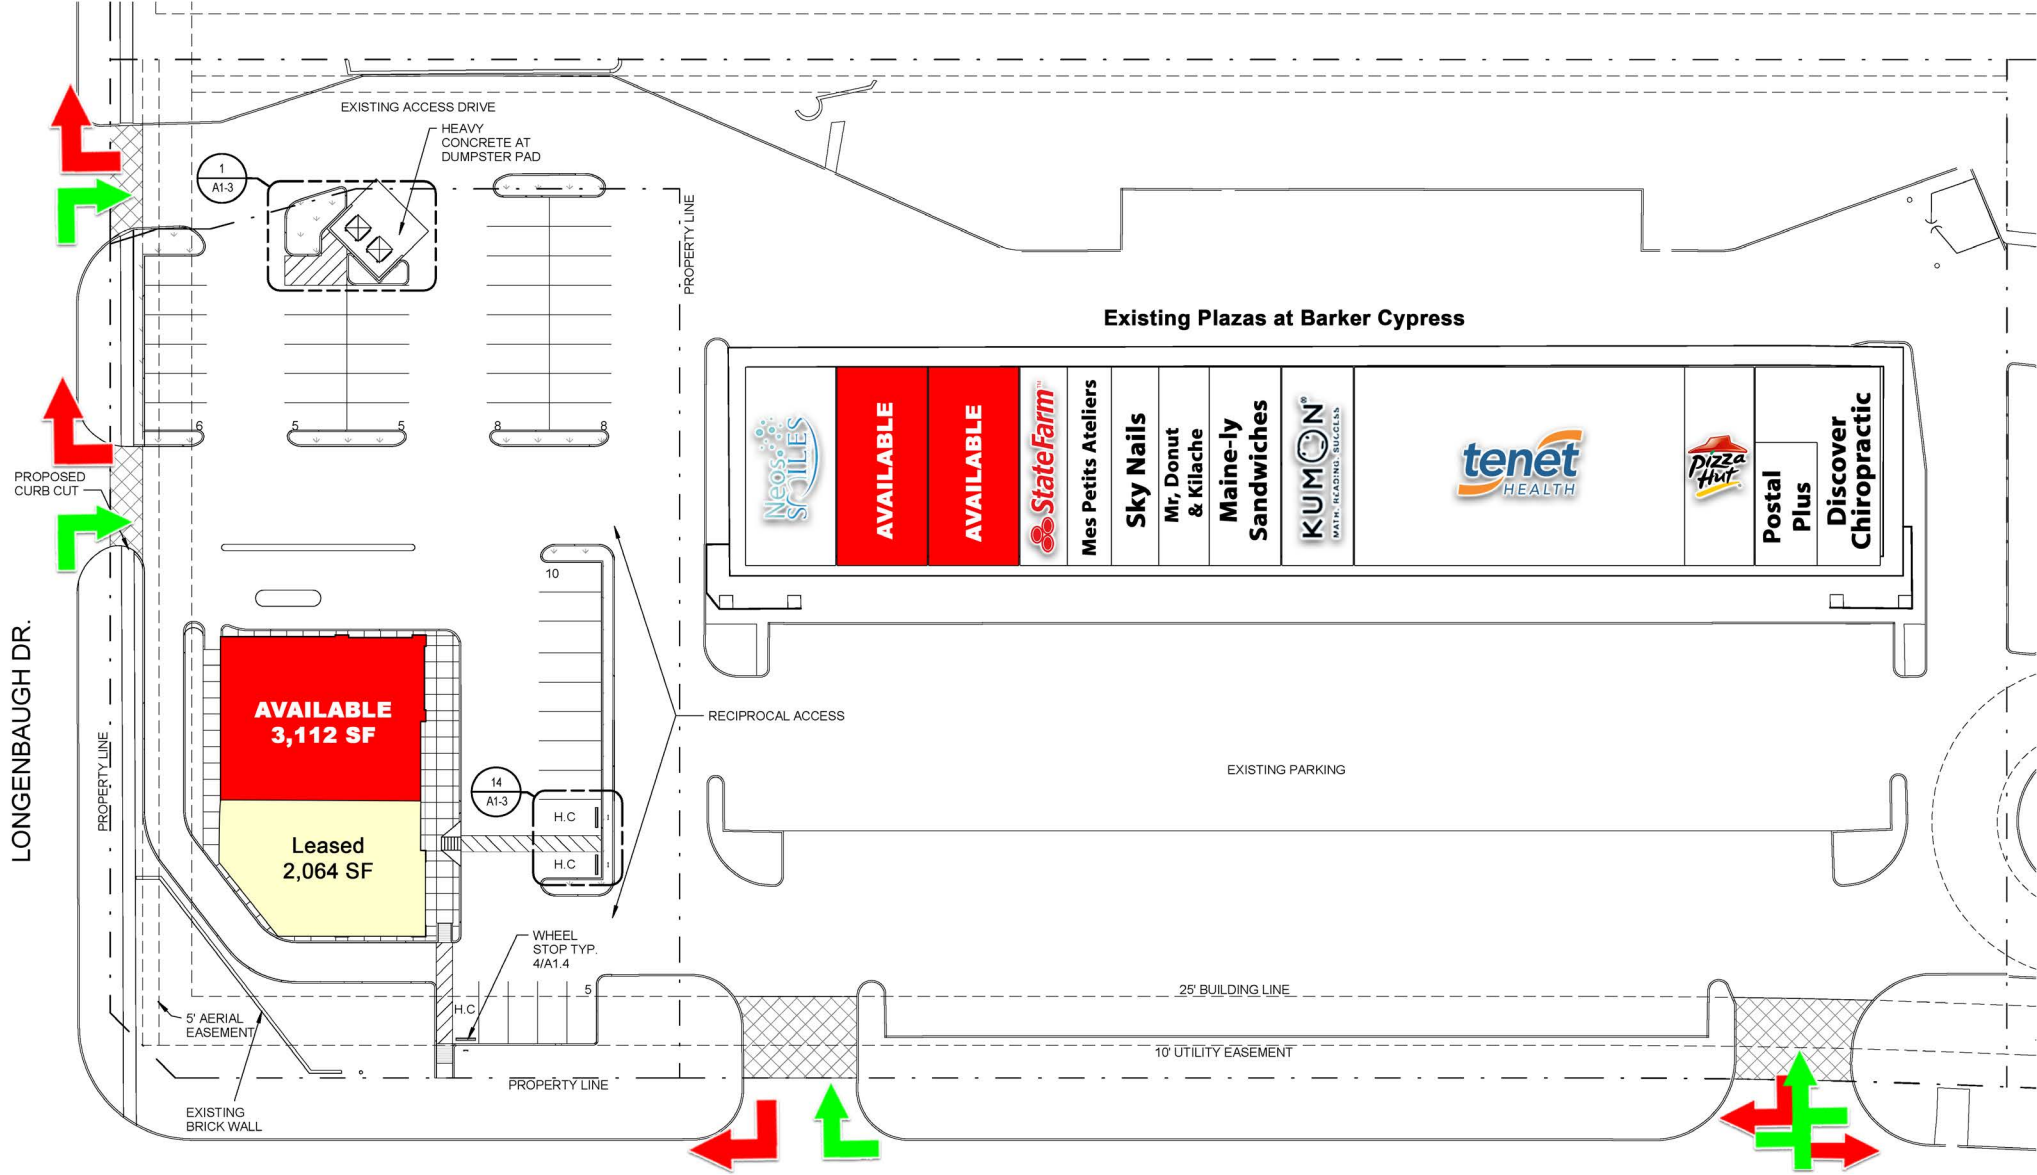 EXISTING ACCESS DRIVE
HEAVY
CONCRETE AT
DUMPSTER PAD
1
A1-3
PROPERTY LINE
6
5
5
8
8
PROPOSED
CURB CUT
LONGENBAUGH DR.
PROPERTY LINE
10
AVAILABLE
3,112 SF
Leased
2,064 SF
14
A1-3
H.C
H.C
RECIPROCAL ACCESS
WHEEL
STOP TYP.
4/A1.4
5
H.C
5' AERIAL
EASEMENT
EXISTING
BRICK WALL
PROPERTY LINE
Existing Plazas at Barker Cypress
Neos
SMILES
AVAILABLE
AVAILABLE
StateFarm™
Mes Petits Ateliers
Sky Nails
Mr, Donut
& Kilache
Maine-ly
Sandwiches
KUMON®
MATH. READING. SUCCESS
tenet
HEALTH
Pizza
Hut
Postal
Plus
Discover
Chiropractic
EXISTING PARKING
25' BUILDING LINE
10' UTILITY EASEMENT